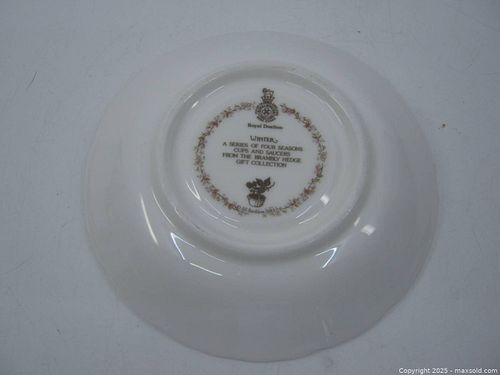 Royal Doulton
WINTER
A SERIES OF FOUR SEASONS
CUPS AND SAUCERS
FROM THE BRAMBLY HEDGE
GIFT COLLECTION
Copyright 2025 - maxsold.com